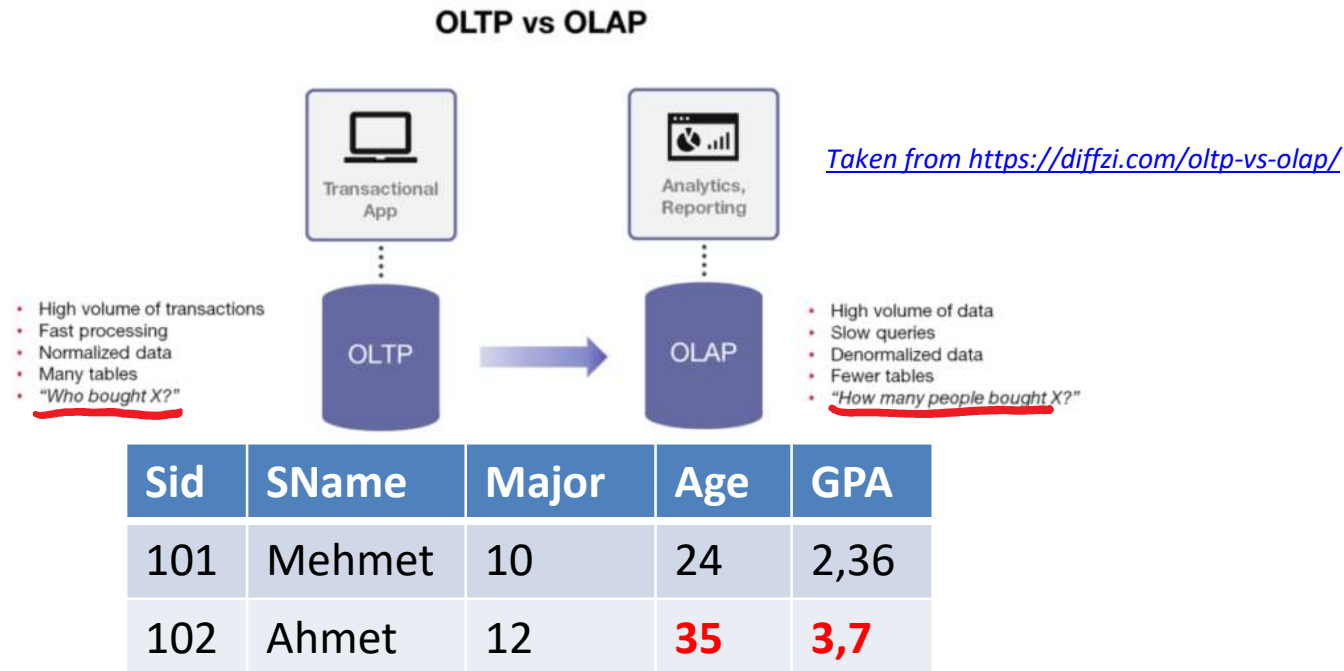 OLTP vs OLAP
Transactional
App
Analytics,
Reporting
Taken from https://diffzi.com/oltp-vs-olap/
• High volume of transactions
• Fast processing
• Normalized data
• Many tables
• “Who bought X?”
OLTP
OLAP
• High volume of data
• Slow queries
• Denormalized data
• Fewer tables
• “How many people bought X?”
Sid SName Major Age GPA
101 Mehmet 10 24 2,36
102 Ahmet 12 35 3,7